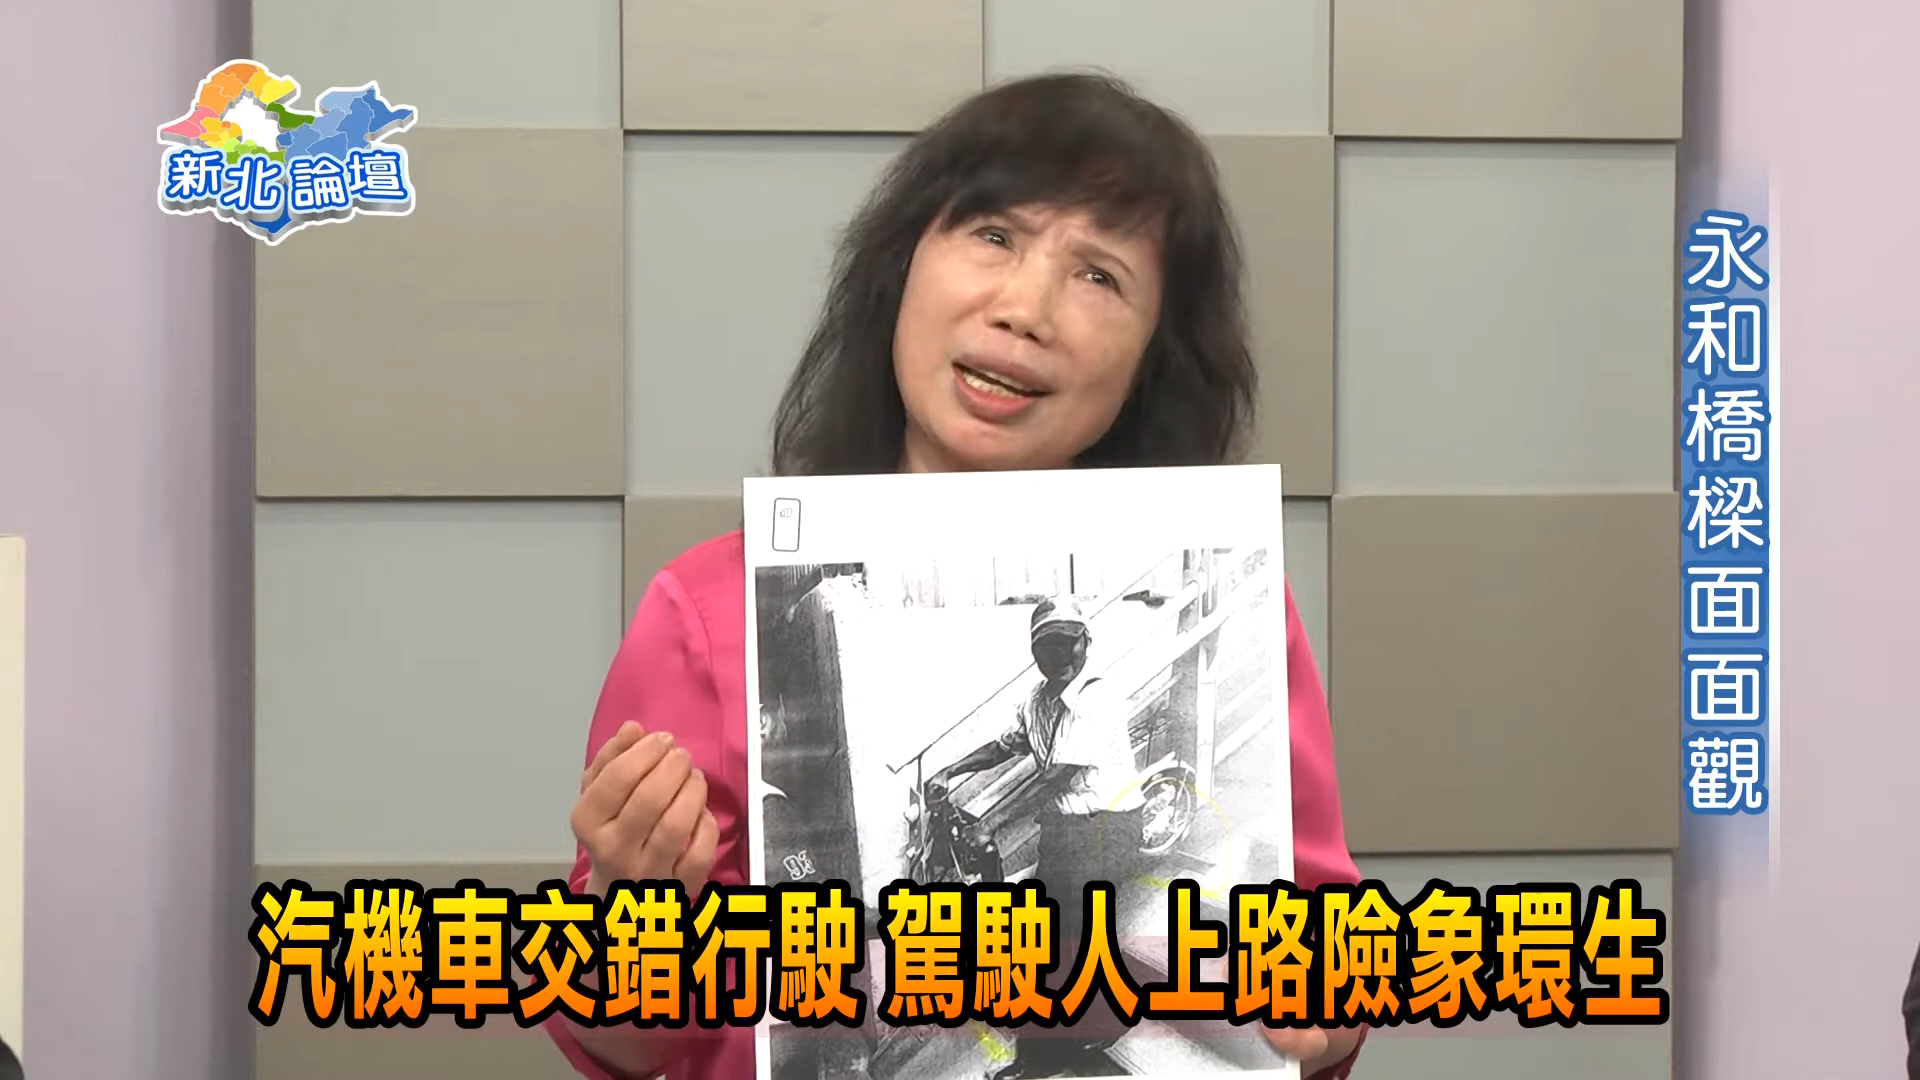 新北論壇
永和橋樑面面觀
汽機車交錯行駛 駕駛人上路險象環生